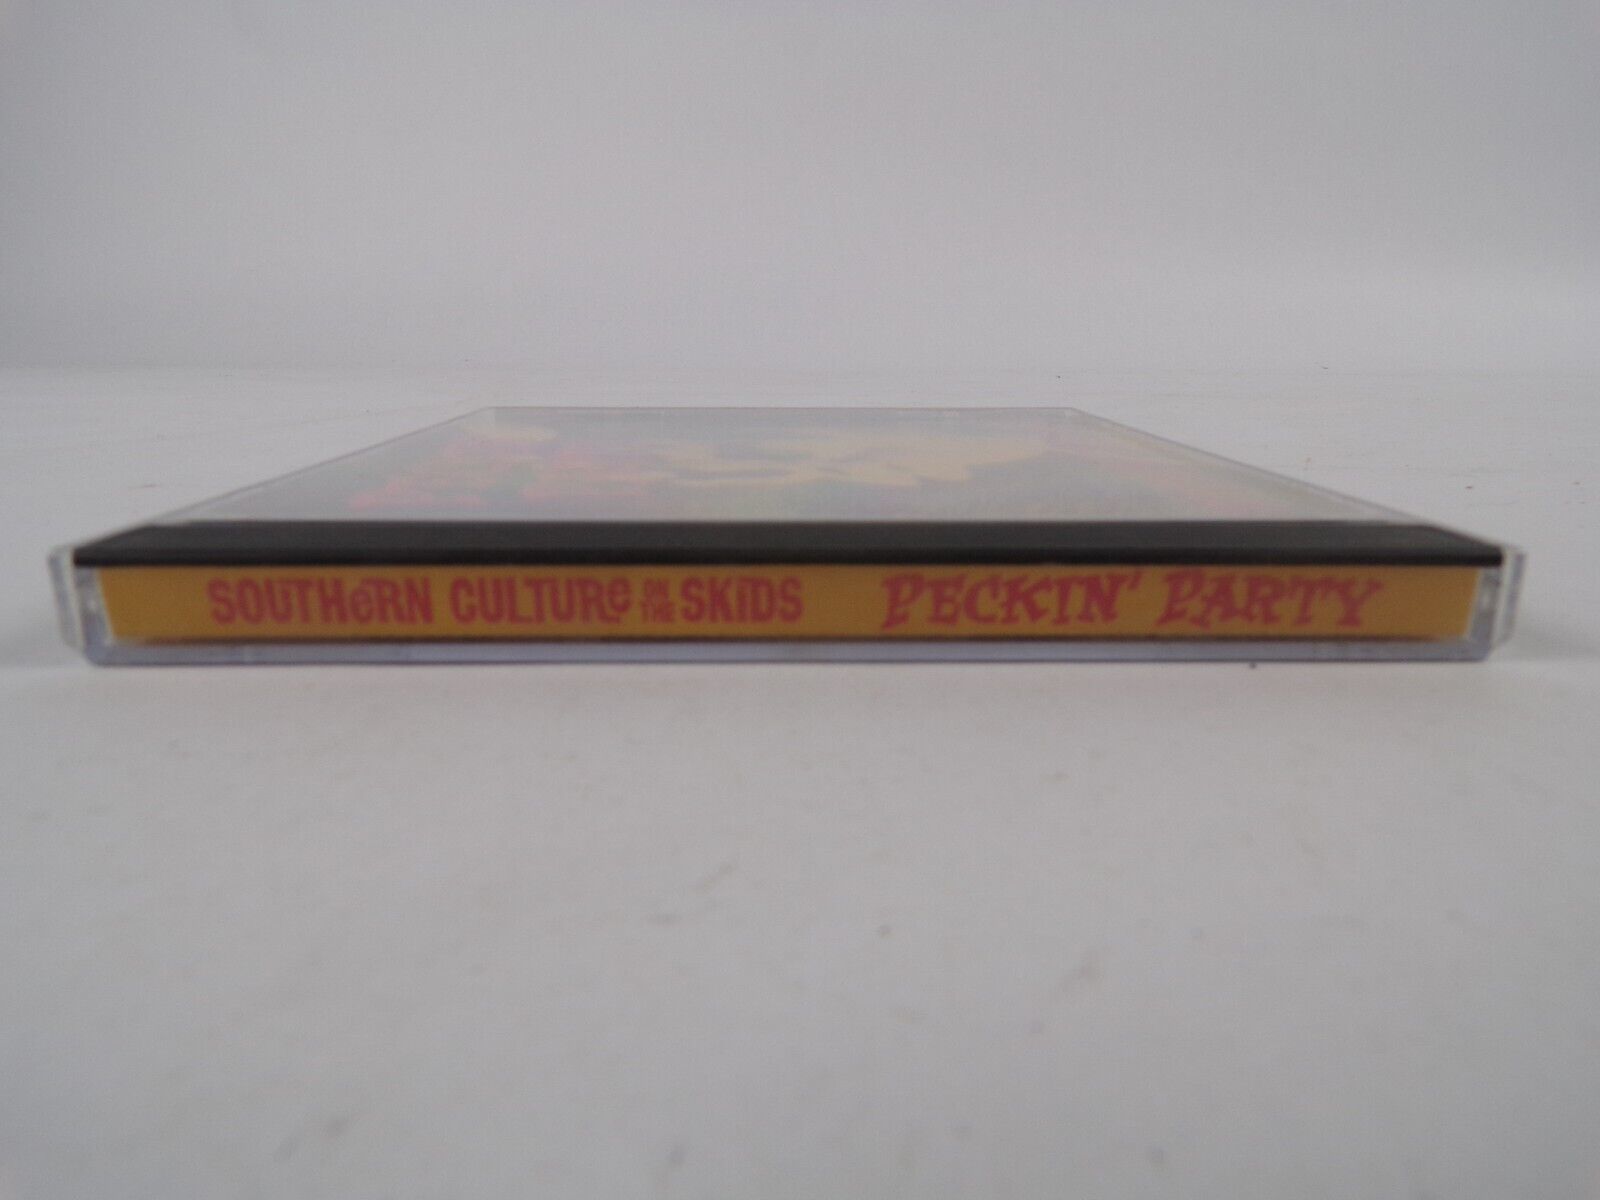 SOUTHeRN CULTURe ON THE SKiDS PECKIN' PARTY